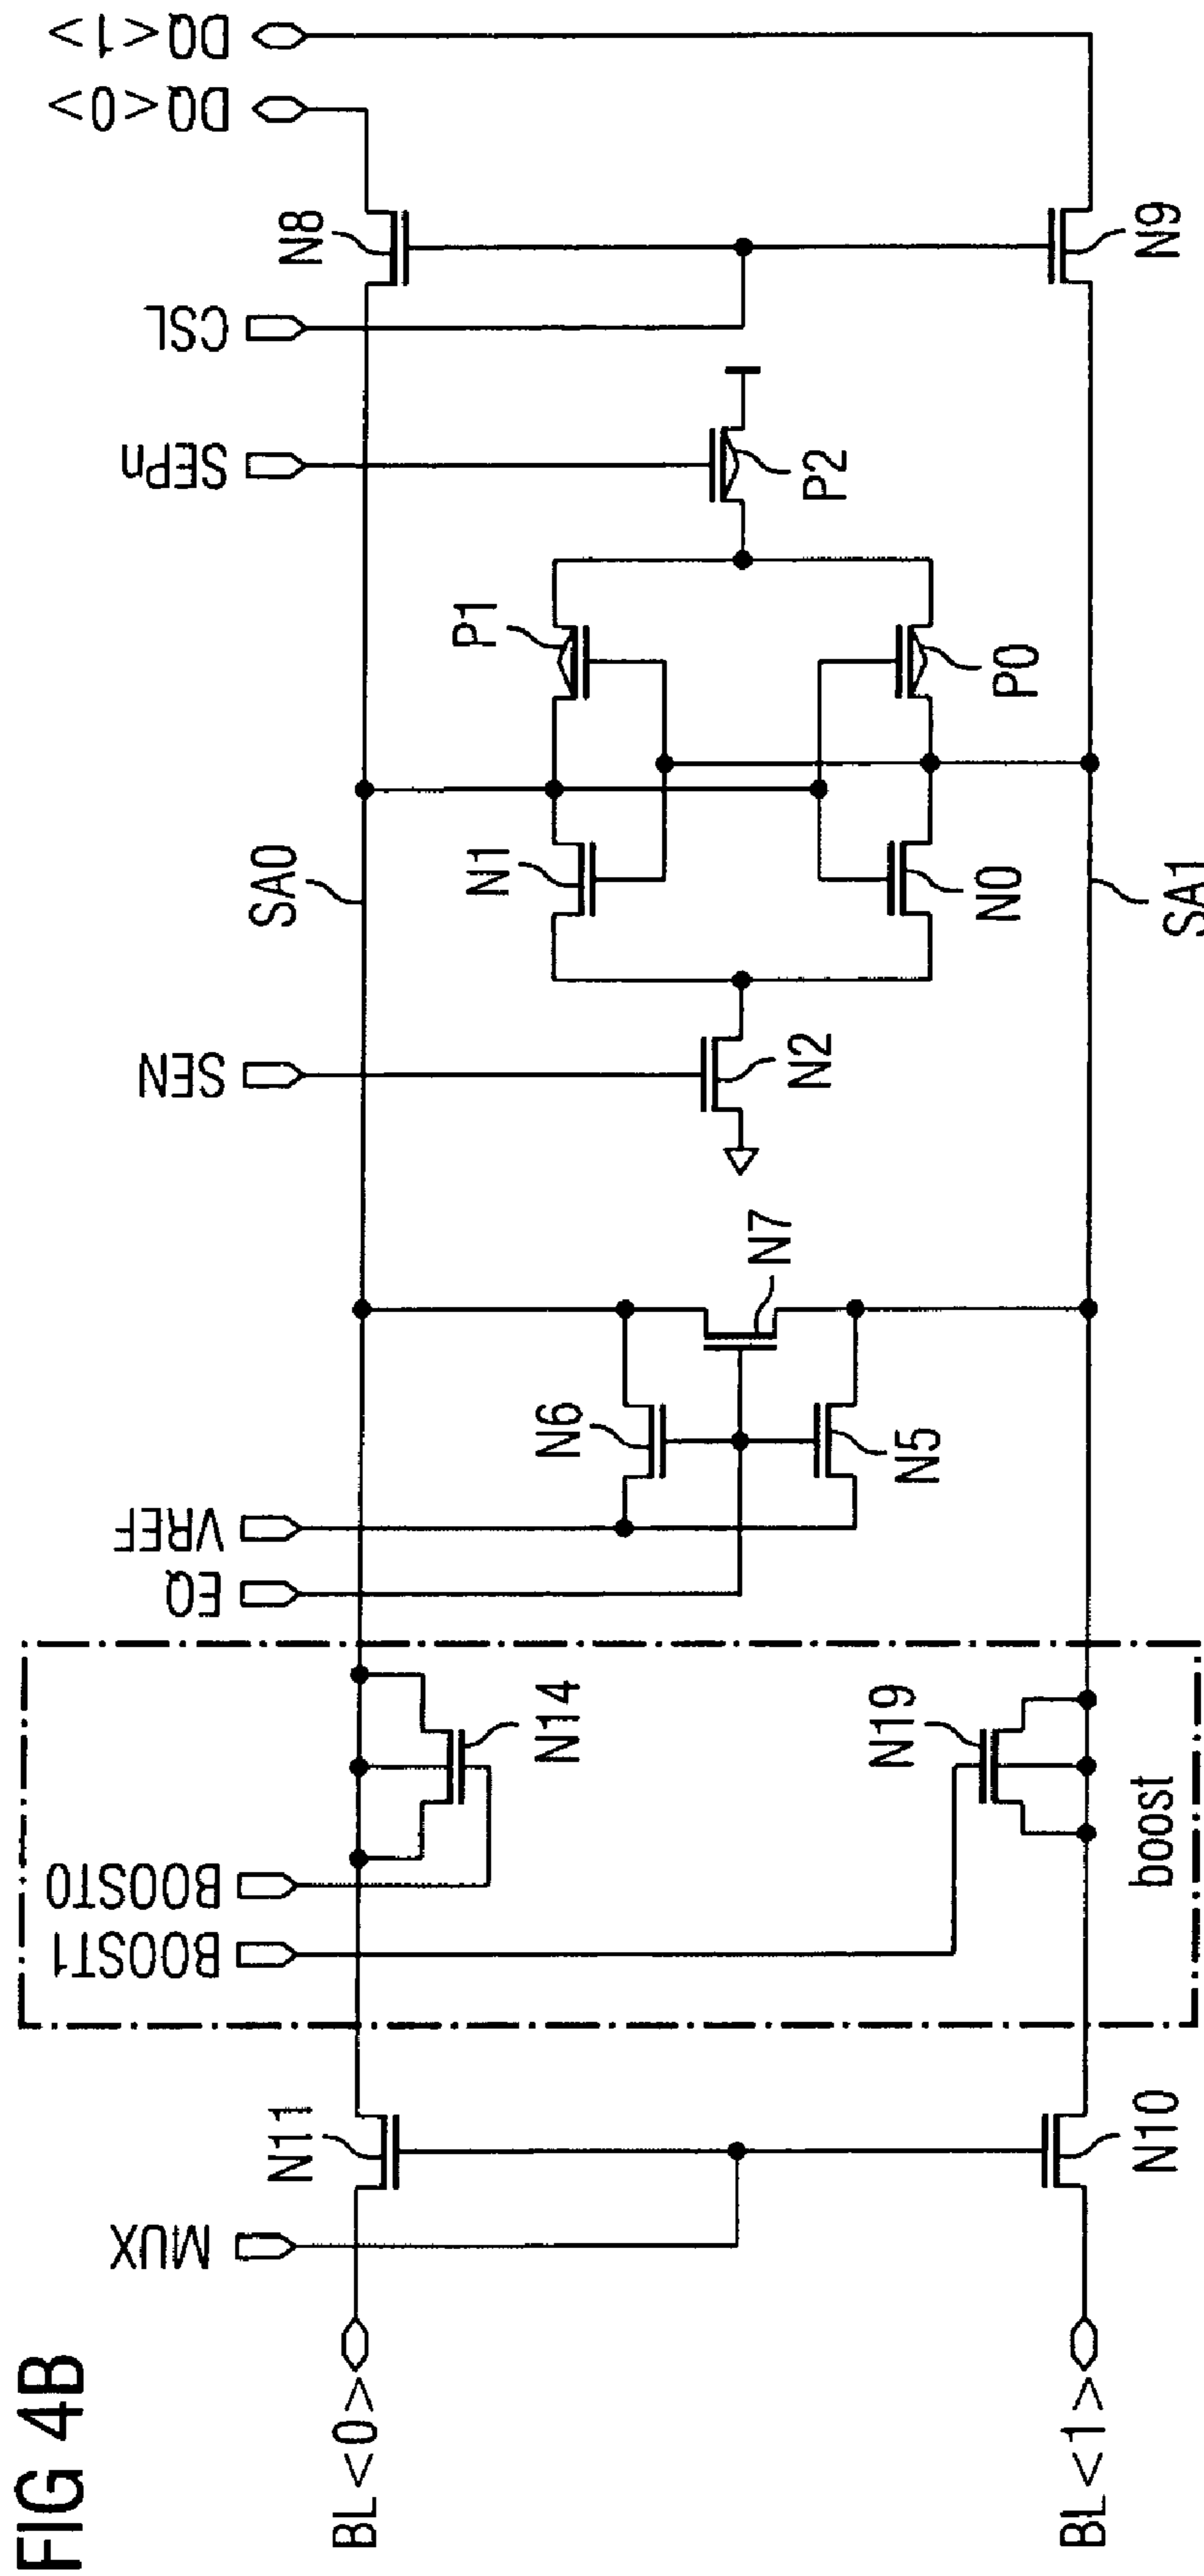 FIG 4B
DQ<1>
DQ<0>
CSL
SEPn
SEN
VREF
EQ
BOOST0
BOOST1
MUX
N8
N9
P2
P1
P0
SA0
N1
N0
SA1
N2
N7
N6
N5
N14
N19
boost
N11
N10
BL<0>
BL<1>